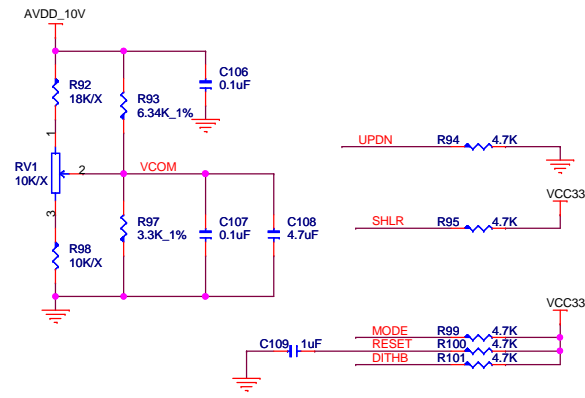 AVDD_10V
R92
18K/X
R93
6.34K_1%
C106
0.1uF
1
RV1
10K/X
2
VCOM
3
R98
10K/X
R97
3.3K_1%
C107
0.1uF
C108
4.7uF
UPDN
R94
4.7K
VCC33
SHLR
R95
4.7K
VCC33
MODE
R99
4.7K
C109
1uF
RESET
R100
4.7K
DITHB
R101
4.7K